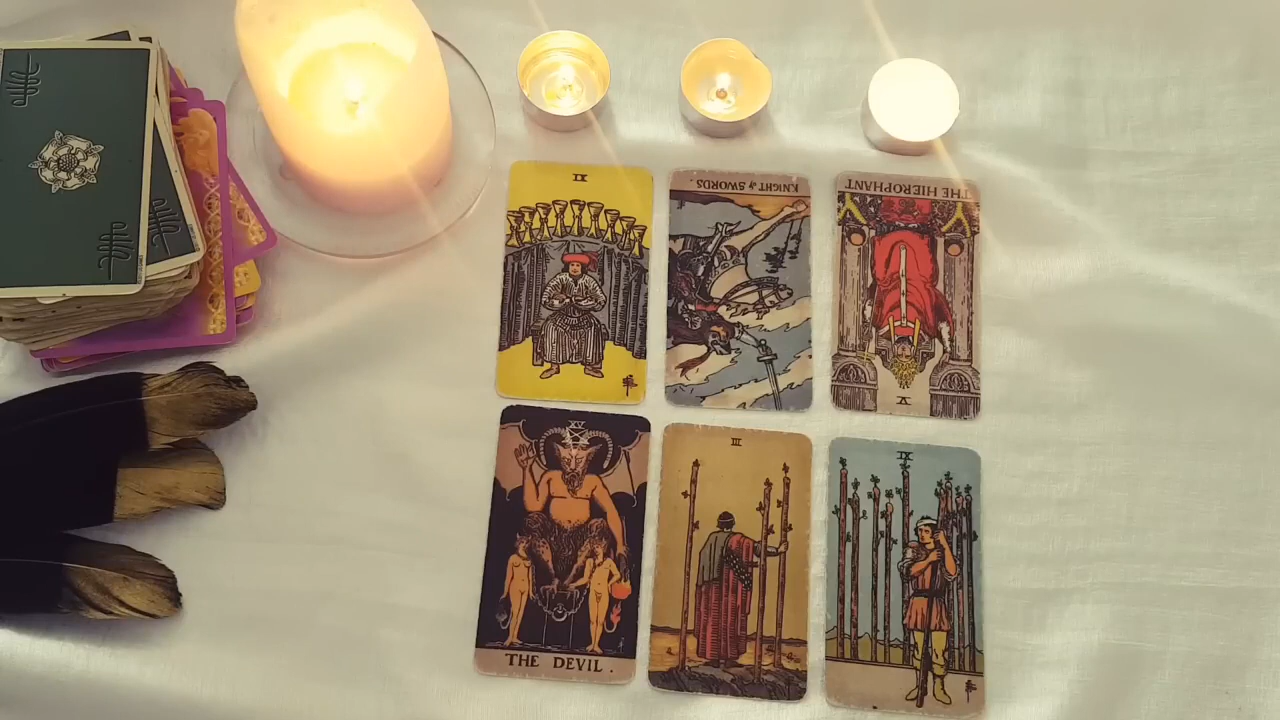 IX
KNIGHT of SWORDS.
THE HIEROPHANT
V
XV
THE DEVIL.
III
IX